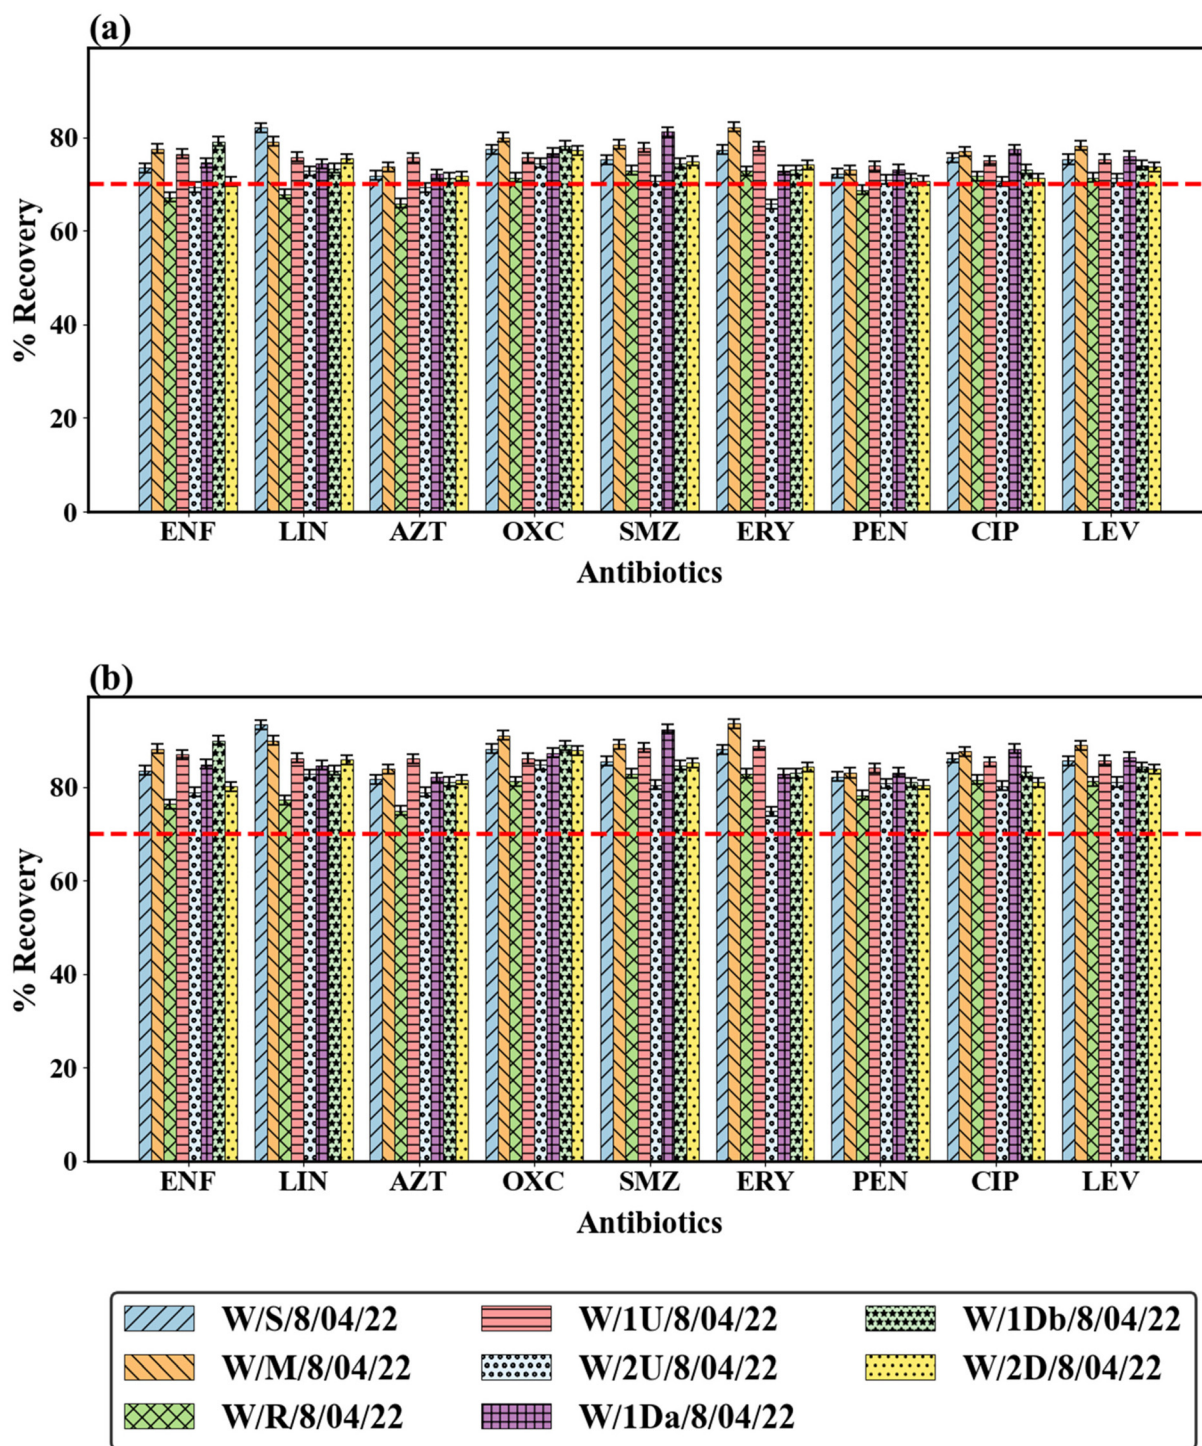 (a)
80
60
40
20
0
% Recovery
ENF LIN AZT OXC SMZ ERY PEN CIP LEV
Antibiotics
(b)
80
60
40
20
0
% Recovery
ENF LIN AZT OXC SMZ ERY PEN CIP LEV
Antibiotics
W/S/8/04/22 W/1U/8/04/22 W/1Db/8/04/22
W/M/8/04/22 W/2U/8/04/22 W/2D/8/04/22
W/R/8/04/22 W/1Da/8/04/22